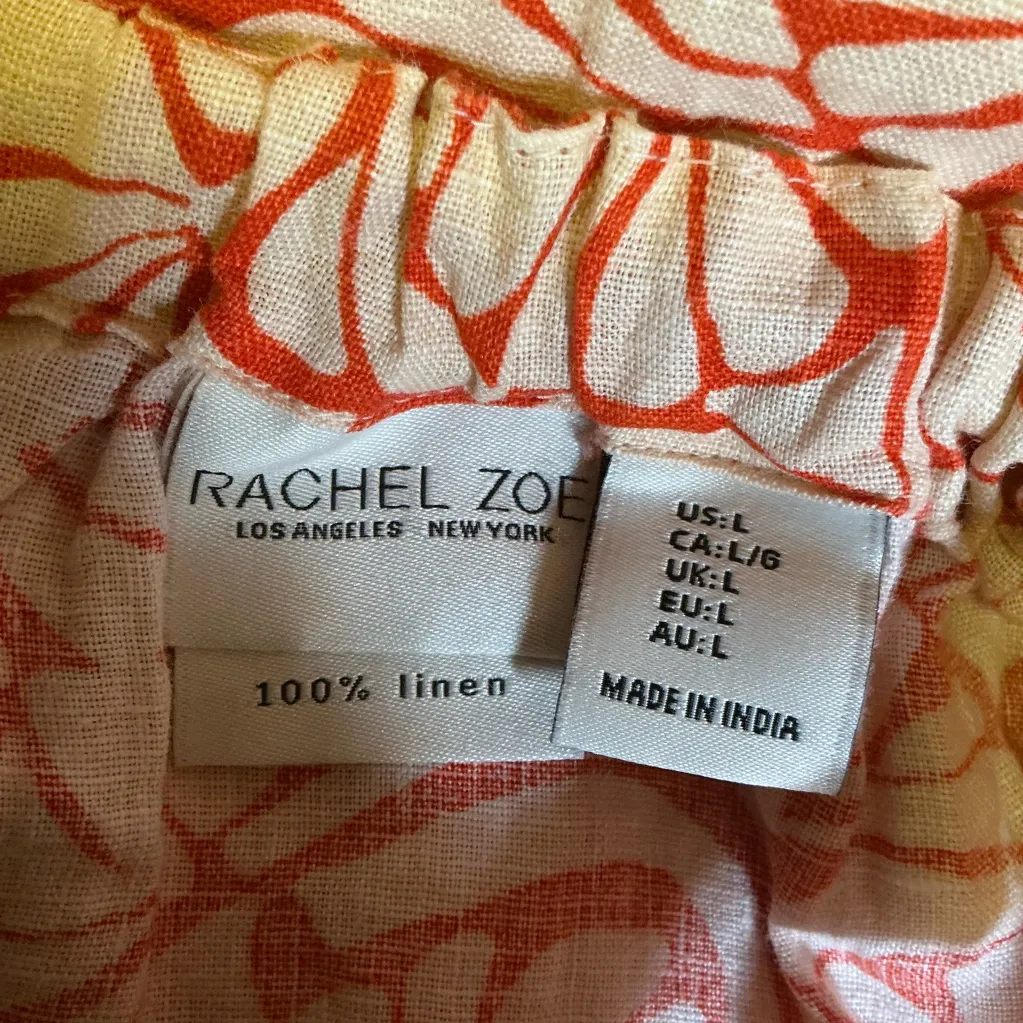 RACHEL ZOE
LOS ANGELES NEW YORK
100% linen
US:L
CA:L/G
UK:L
EU:L
AU:L
MADE IN INDIA